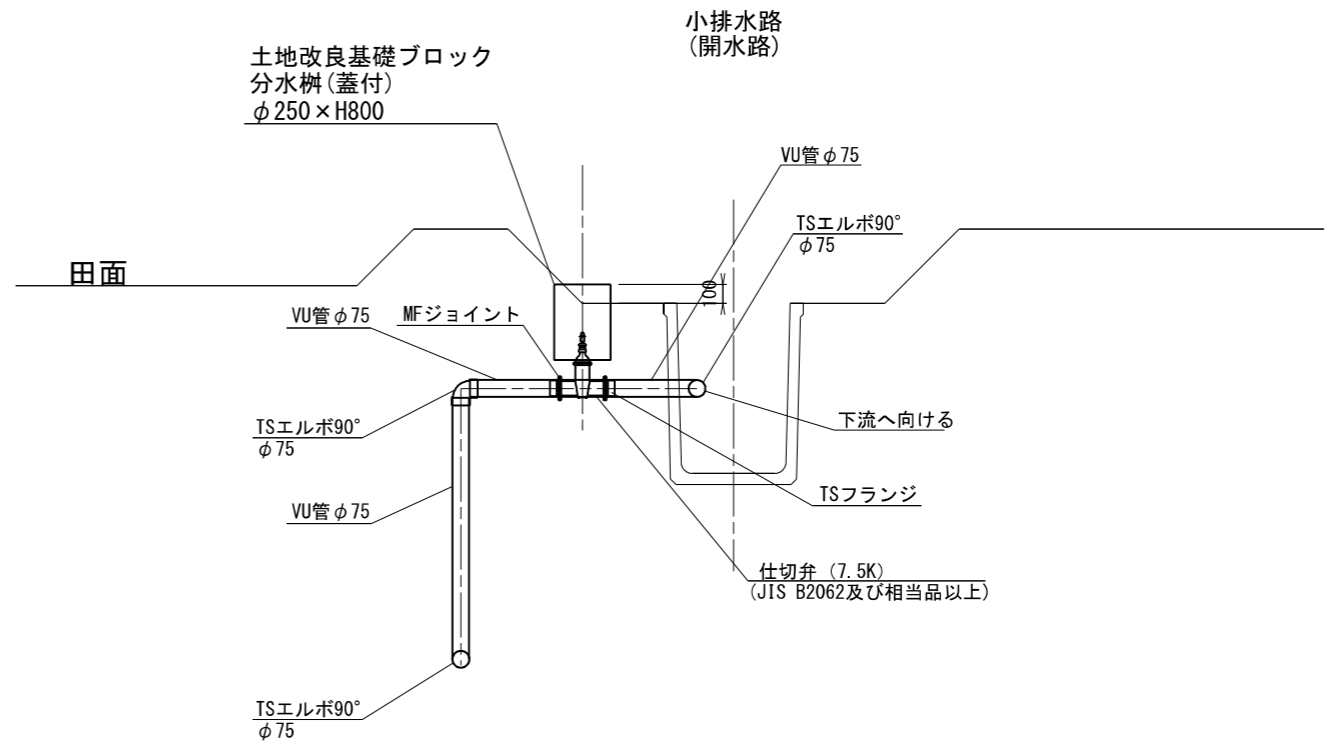 小排水路
(開水路)
土地改良基礎ブロック
分水桝(蓋付)
φ250×H800
VU管φ75
TSエルボ90°
φ75
田面
100
VU管φ75
MFジョイント
TSエルボ90°
φ75
下流へ向ける
VU管φ75
TSフランジ
仕切弁 (7.5K)
(JIS B2062及び相当品以上)
TSエルボ90°
φ75